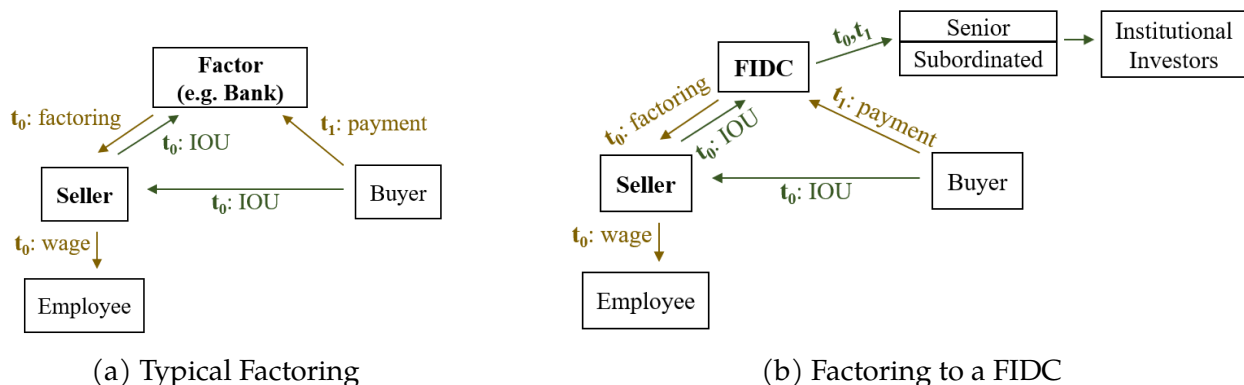 Factor
(e.g. Bank)
t0: factoring
t0: IOU
t1: payment
Seller
Buyer
t0: IOU
t0: wage
Employee
(a) Typical Factoring
FIDC
t0,t1
Senior
Subordinated
Institutional
Investors
t0: factoring
t0: IOU
t1: payment
Seller
Buyer
t0: IOU
t0: wage
Employee
(b) Factoring to a FIDC